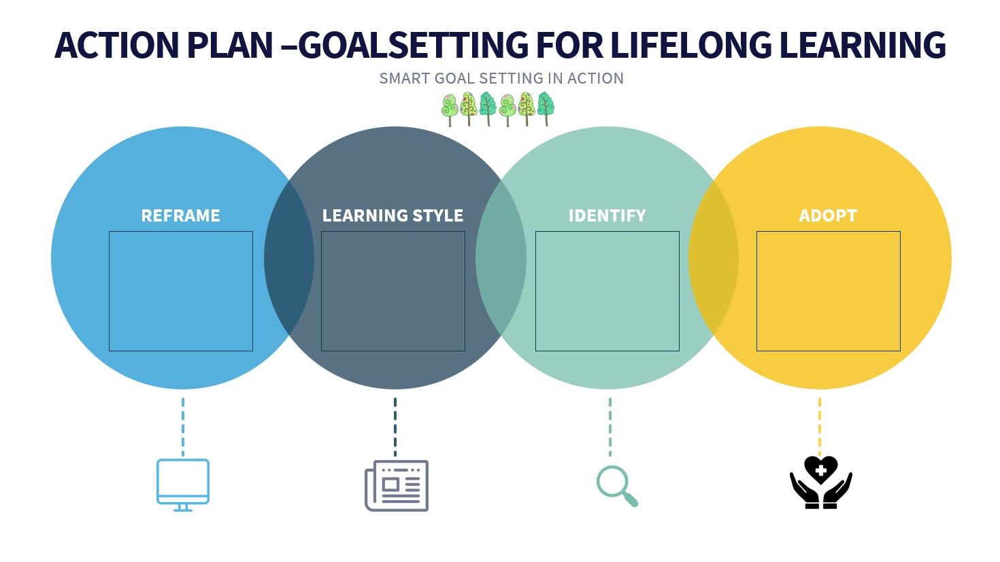 ACTION PLAN –GOALSETTING FOR LIFELONG LEARNING
SMART GOAL SETTING IN ACTION
REFRAME
LEARNING STYLE
IDENTIFY
ADOPT